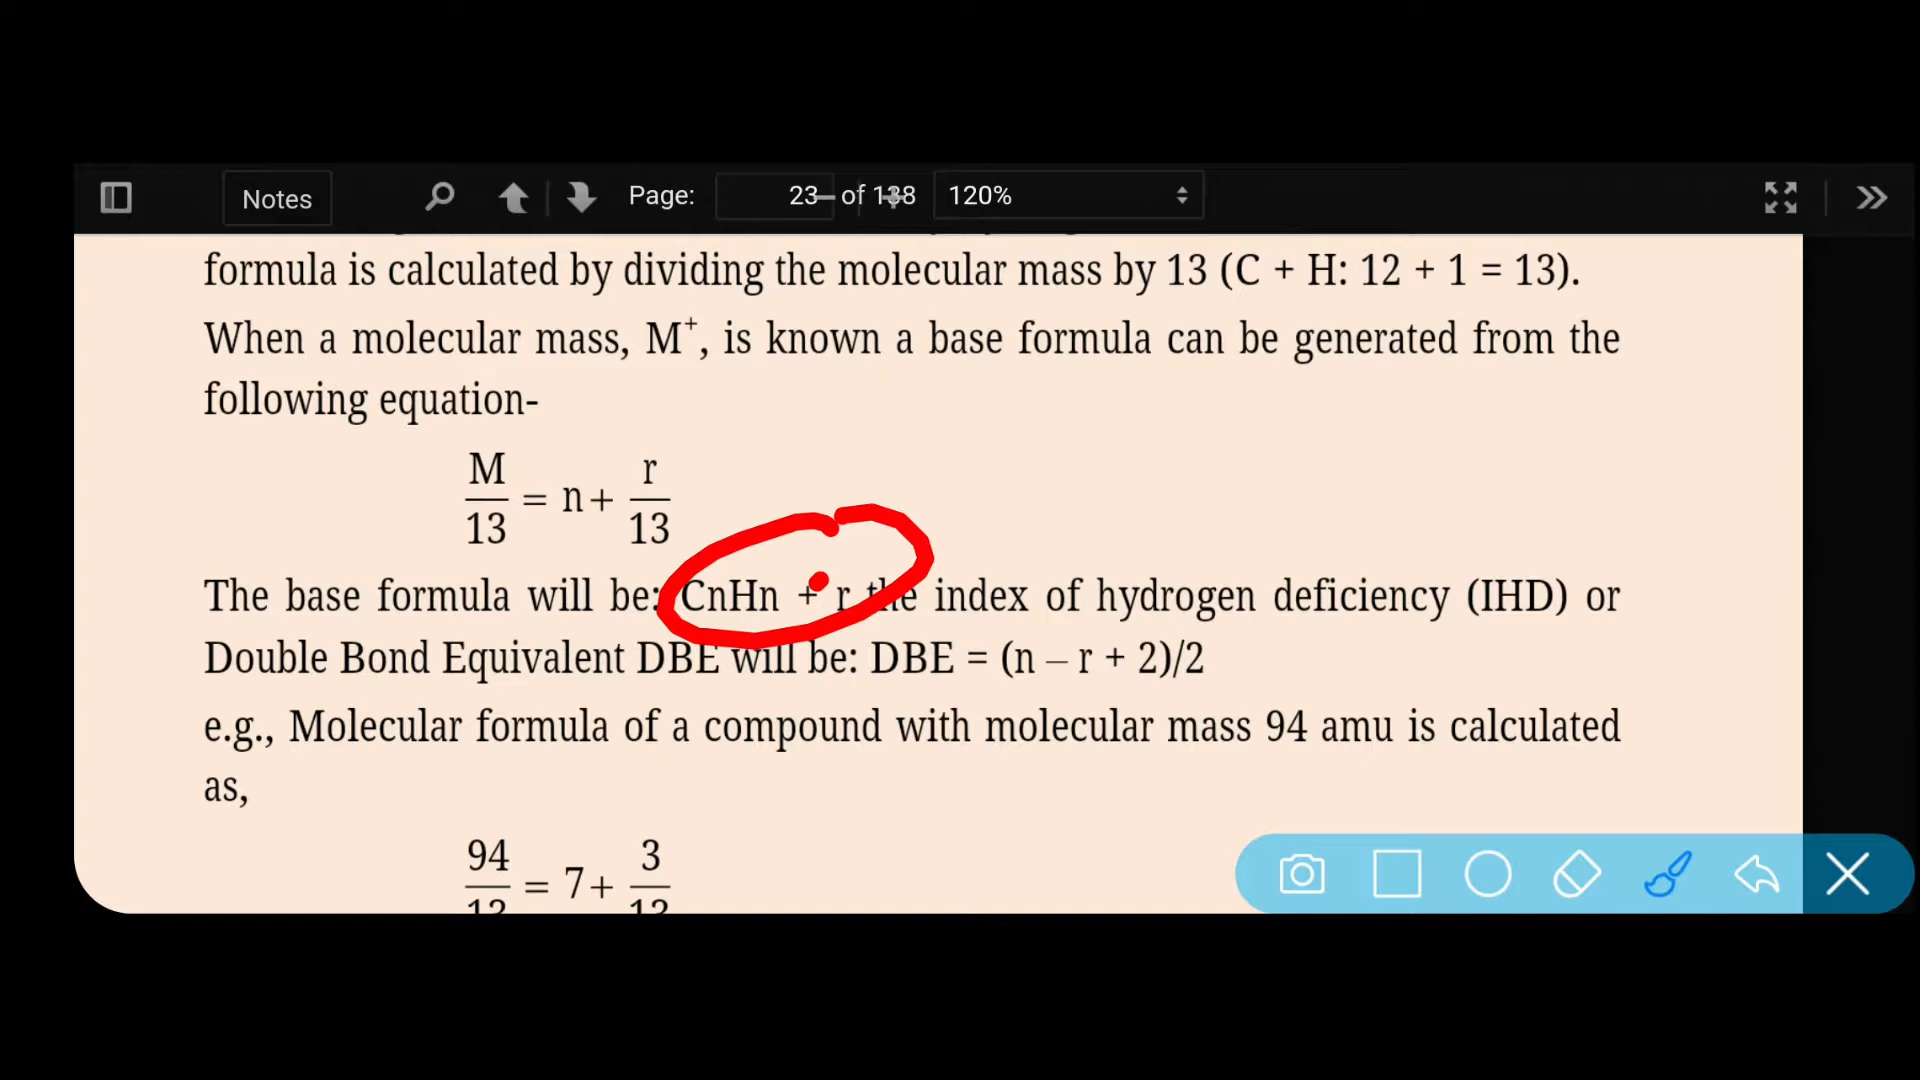 Notes Page: 23 of 138 120%
formula is calculated by dividing the molecular mass by 13 (C + H: 12 + 1 = 13).
When a molecular mass, M⁺, is known a base formula can be generated from the
following equation-
M/13 = n+ r/13
The base formula will be: CnHn + r the index of hydrogen deficiency (IHD) or
Double Bond Equivalent DBE will be: DBE = (n – r + 2)/2
e.g., Molecular formula of a compound with molecular mass 94 amu is calculated
as,
94/13 = 7+ 3/13